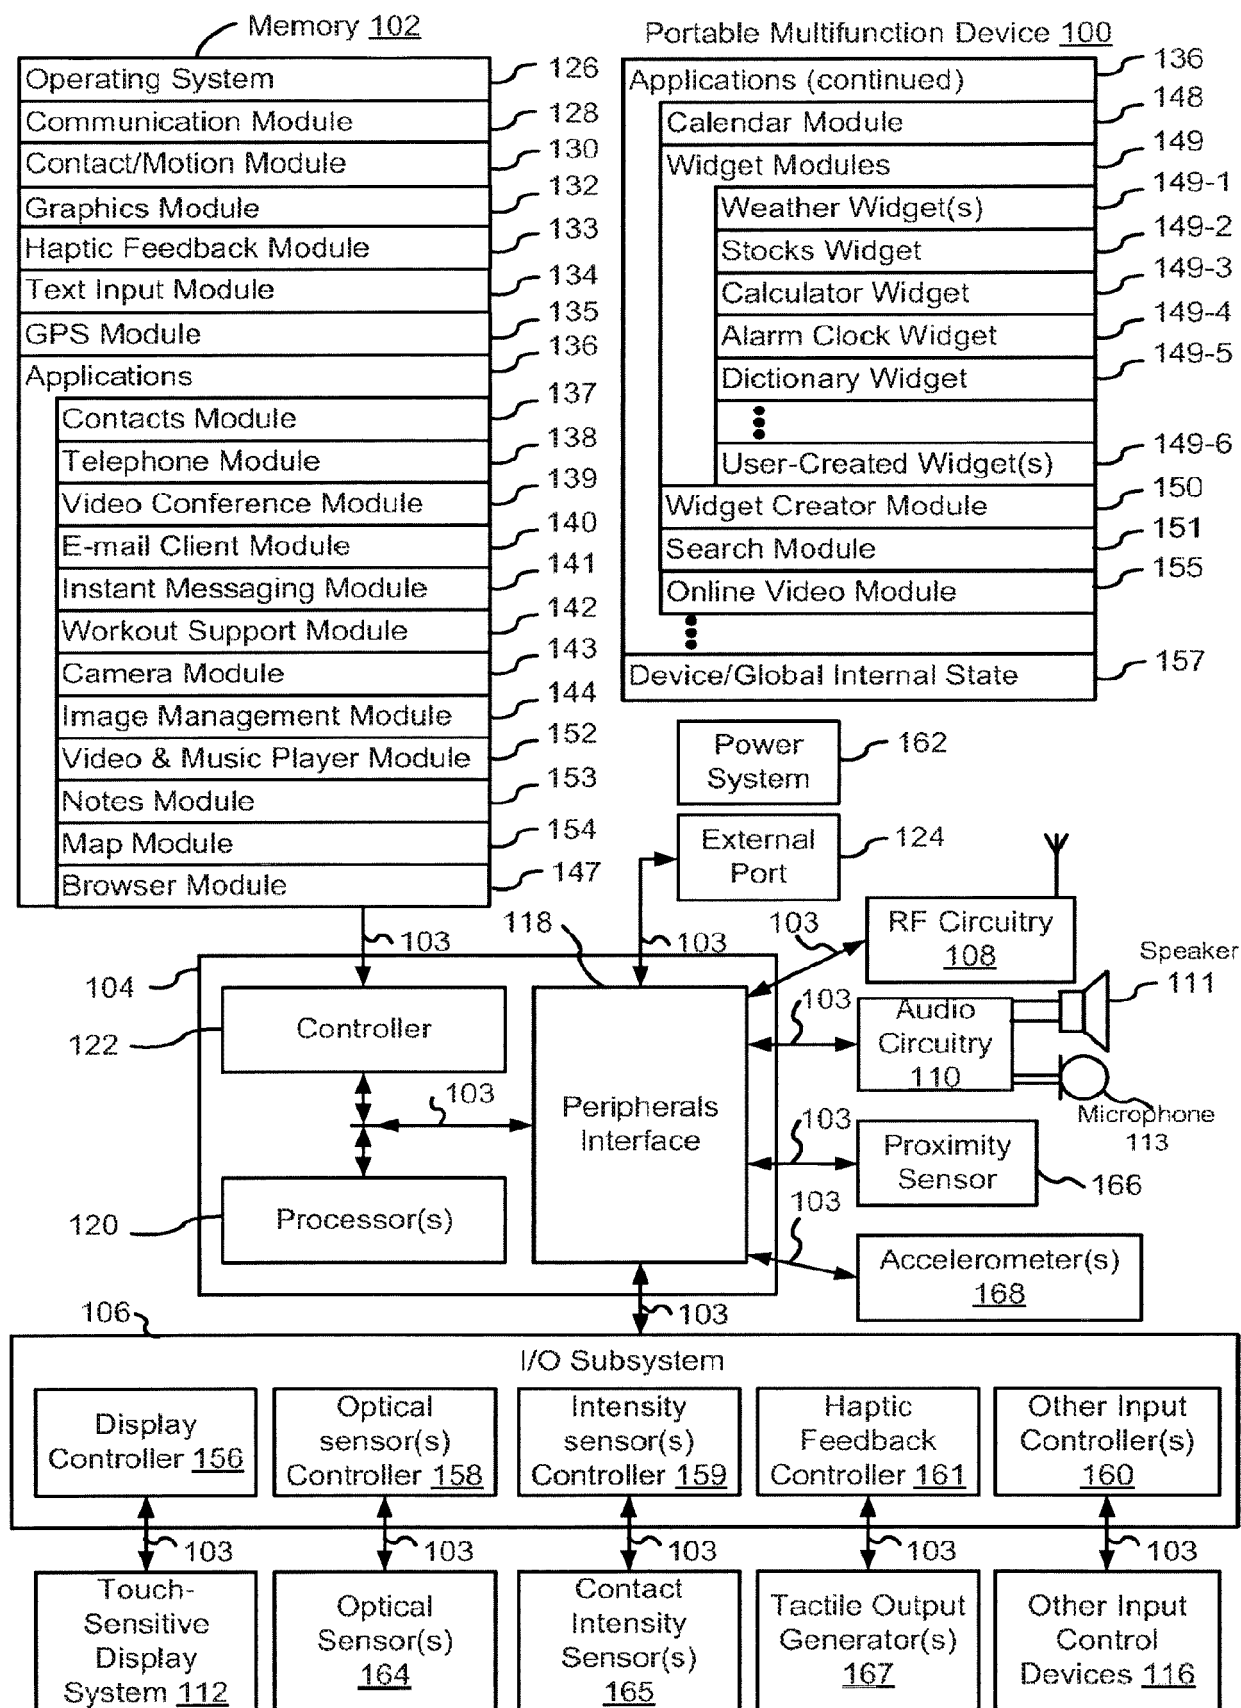 Memory 102
Operating System 126
Communication Module 128
Contact/Motion Module 130
Graphics Module 132
Haptic Feedback Module 133
Text Input Module 134
GPS Module 135
Applications 136
Contacts Module 137
Telephone Module 138
Video Conference Module 139
E-mail Client Module 140
Instant Messaging Module 141
Workout Support Module 142
Camera Module 143
Image Management Module 144
Video & Music Player Module 152
Notes Module 153
Map Module 154
Browser Module 147
Portable Multifunction Device 100
Applications (continued) 136
Calendar Module 148
Widget Modules 149
Weather Widget(s) 149-1
Stocks Widget 149-2
Calculator Widget 149-3
Alarm Clock Widget 149-4
Dictionary Widget 149-5
User-Created Widget(s) 149-6
Widget Creator Module 150
Search Module 151
Online Video Module 155
Device/Global Internal State 157
Power
System
162
External
Port
124
103
118
103
103
RF Circuitry
108
Speaker
111
104
Controller
122
103
Audio
Circuitry
110
Microphone
113
103
Peripherals
Interface
103
Proximity
Sensor
166
Processor(s)
120
103
Accelerometer(s)
168
103
106
I/O Subsystem
Display
Controller 156
Optical
sensor(s)
Controller 158
Intensity
sensor(s)
Controller 159
Haptic
Feedback
Controller 161
Other Input
Controller(s)
160
103
103
103
103
103
Touch-
Sensitive
Display
System 112
Optical
Sensor(s)
164
Contact
Intensity
Sensor(s)
165
Tactile Output
Generator(s)
167
Other Input
Control
Devices 116